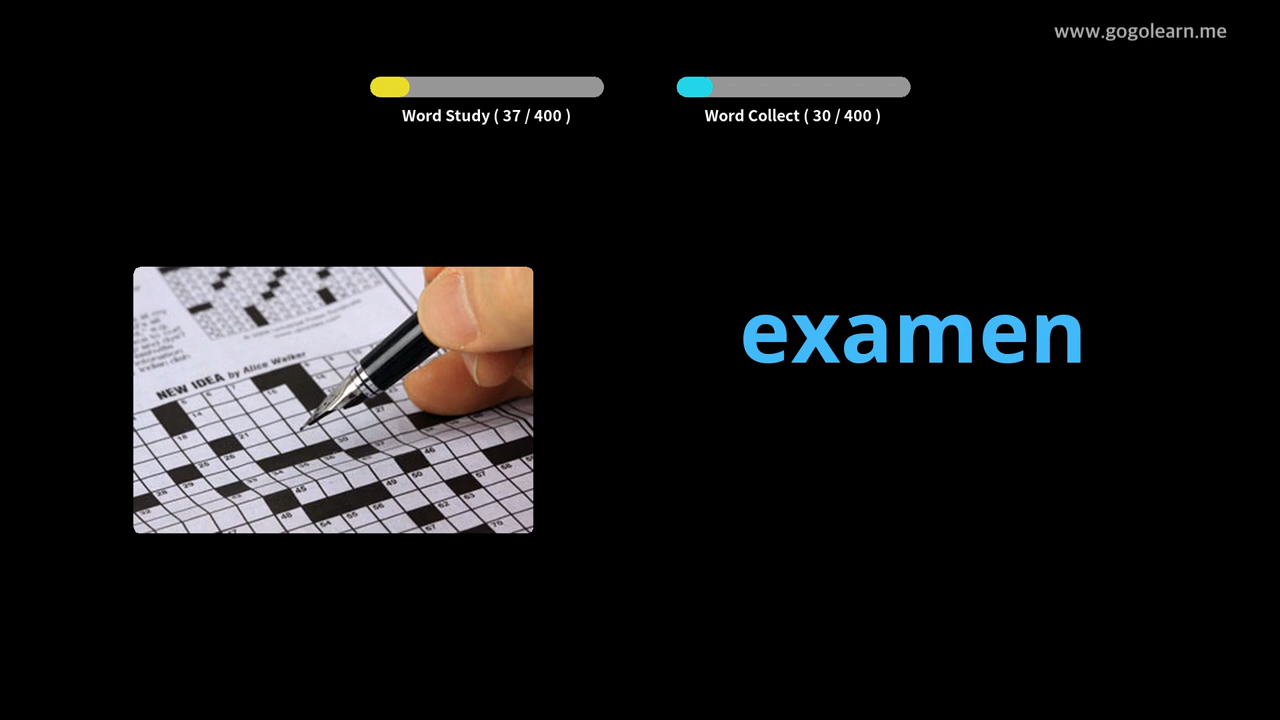 www.gogolearn.me
Word Study ( 37 / 400 )
Word Collect ( 30 / 400 )
NEW IDEA by Alice Walker
examen